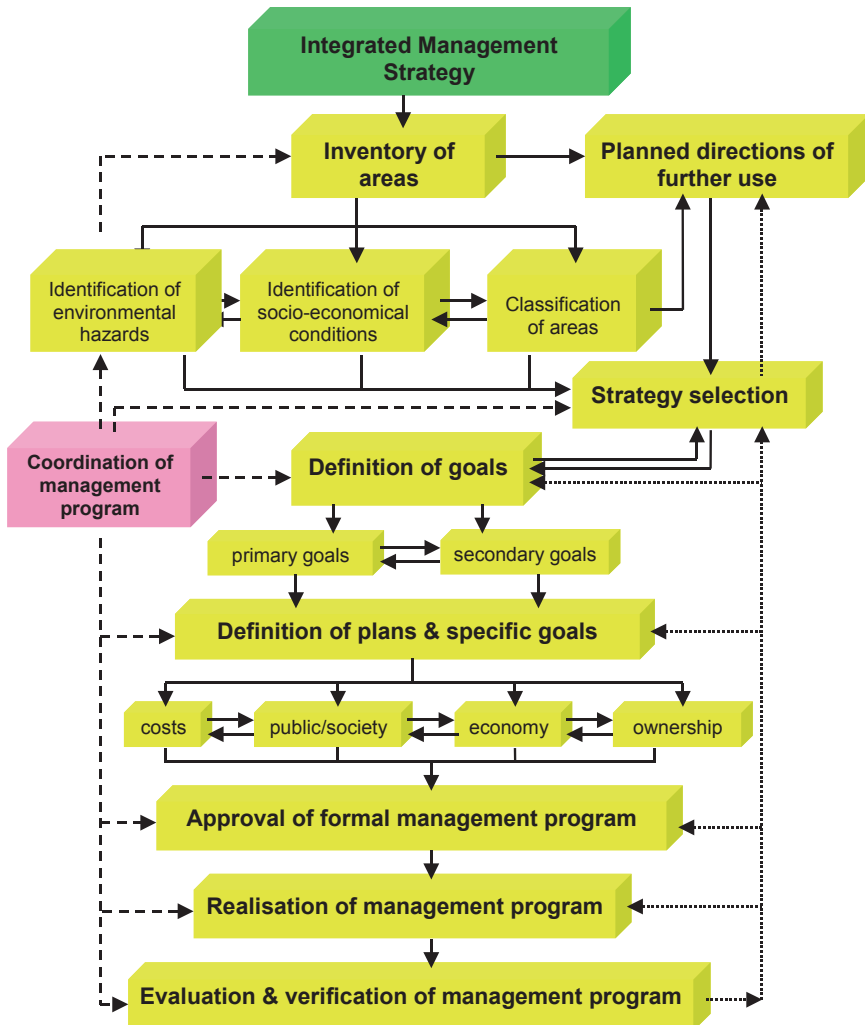 Integrated Management
Strategy
Inventory of
areas
Planned directions of
further use
Identification of
environmental
hazards
Identification of
socio-economical
conditions
Classification
of areas
Strategy selection
Coordination of
management
program
Definition of goals
primary goals
secondary goals
Definition of plans & specific goals
costs
public/society
economy
ownership
Approval of formal management program
Realisation of management program
Evaluation & verification of management program